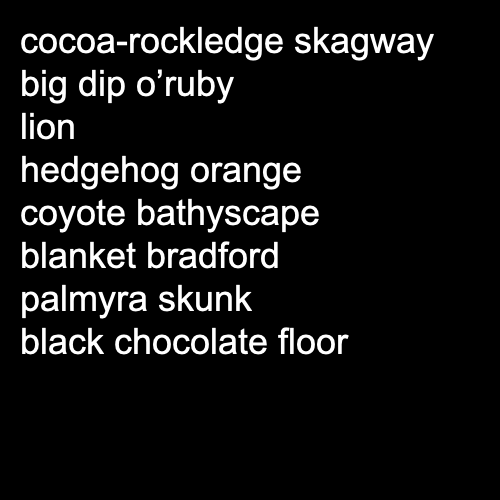 cocoa-rockledge skagway
big dip o’ruby
lion
hedgehog orange
coyote bathyscape
blanket bradford
palmyra skunk
black chocolate floor